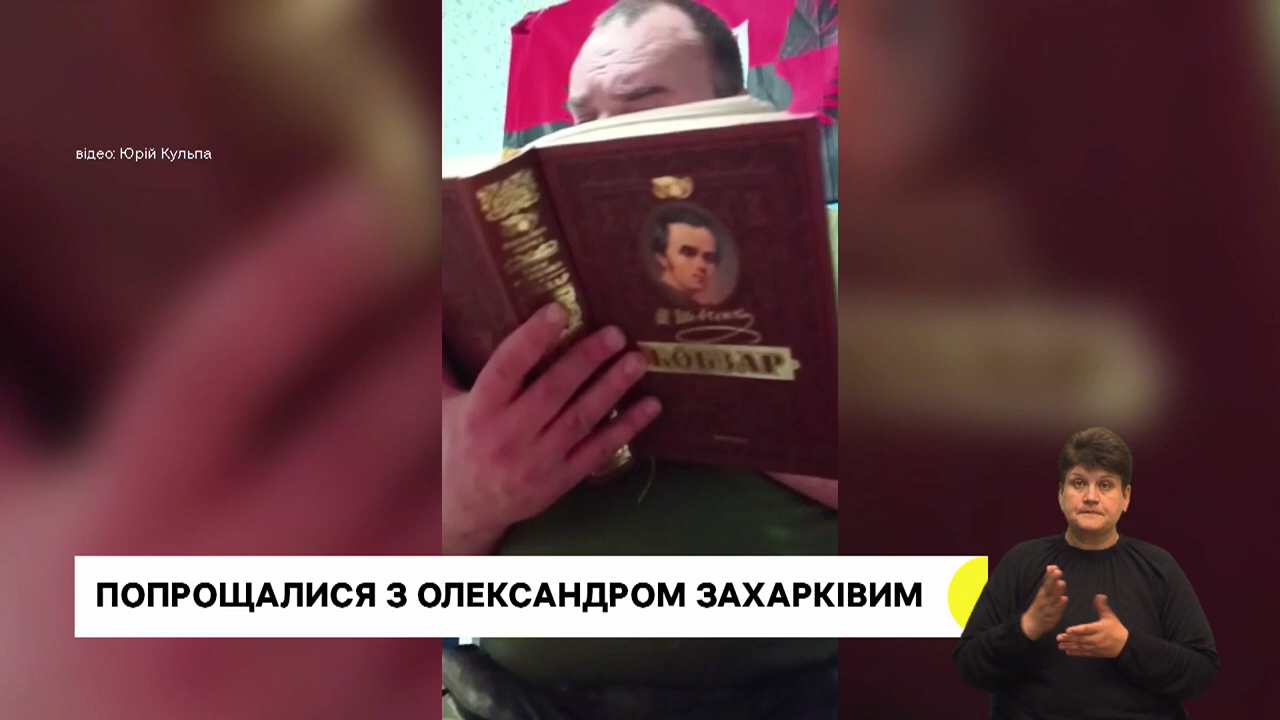 відео: Юрій Кульпа
КОБЗАР
ПОПРОЩАЛИСЯ З ОЛЕКСАНДРОМ ЗАХАРКІВИМ